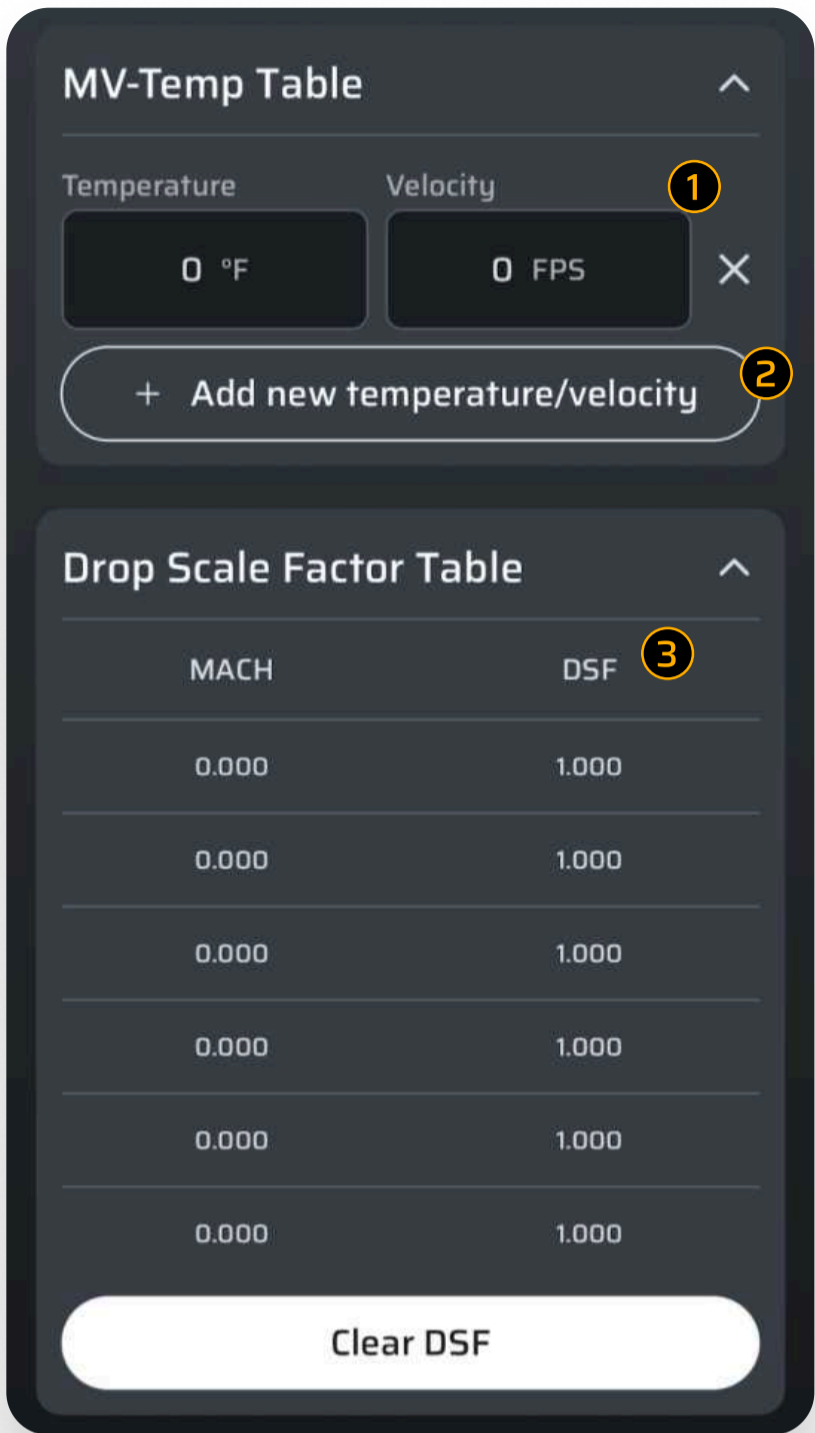 MV-Temp Table
Temperature Velocity 1
0 °F 0 FPS
+ Add new temperature/velocity 2
Drop Scale Factor Table
MACH DSF 3
0.000 1.000
0.000 1.000
0.000 1.000
0.000 1.000
0.000 1.000
0.000 1.000
Clear DSF